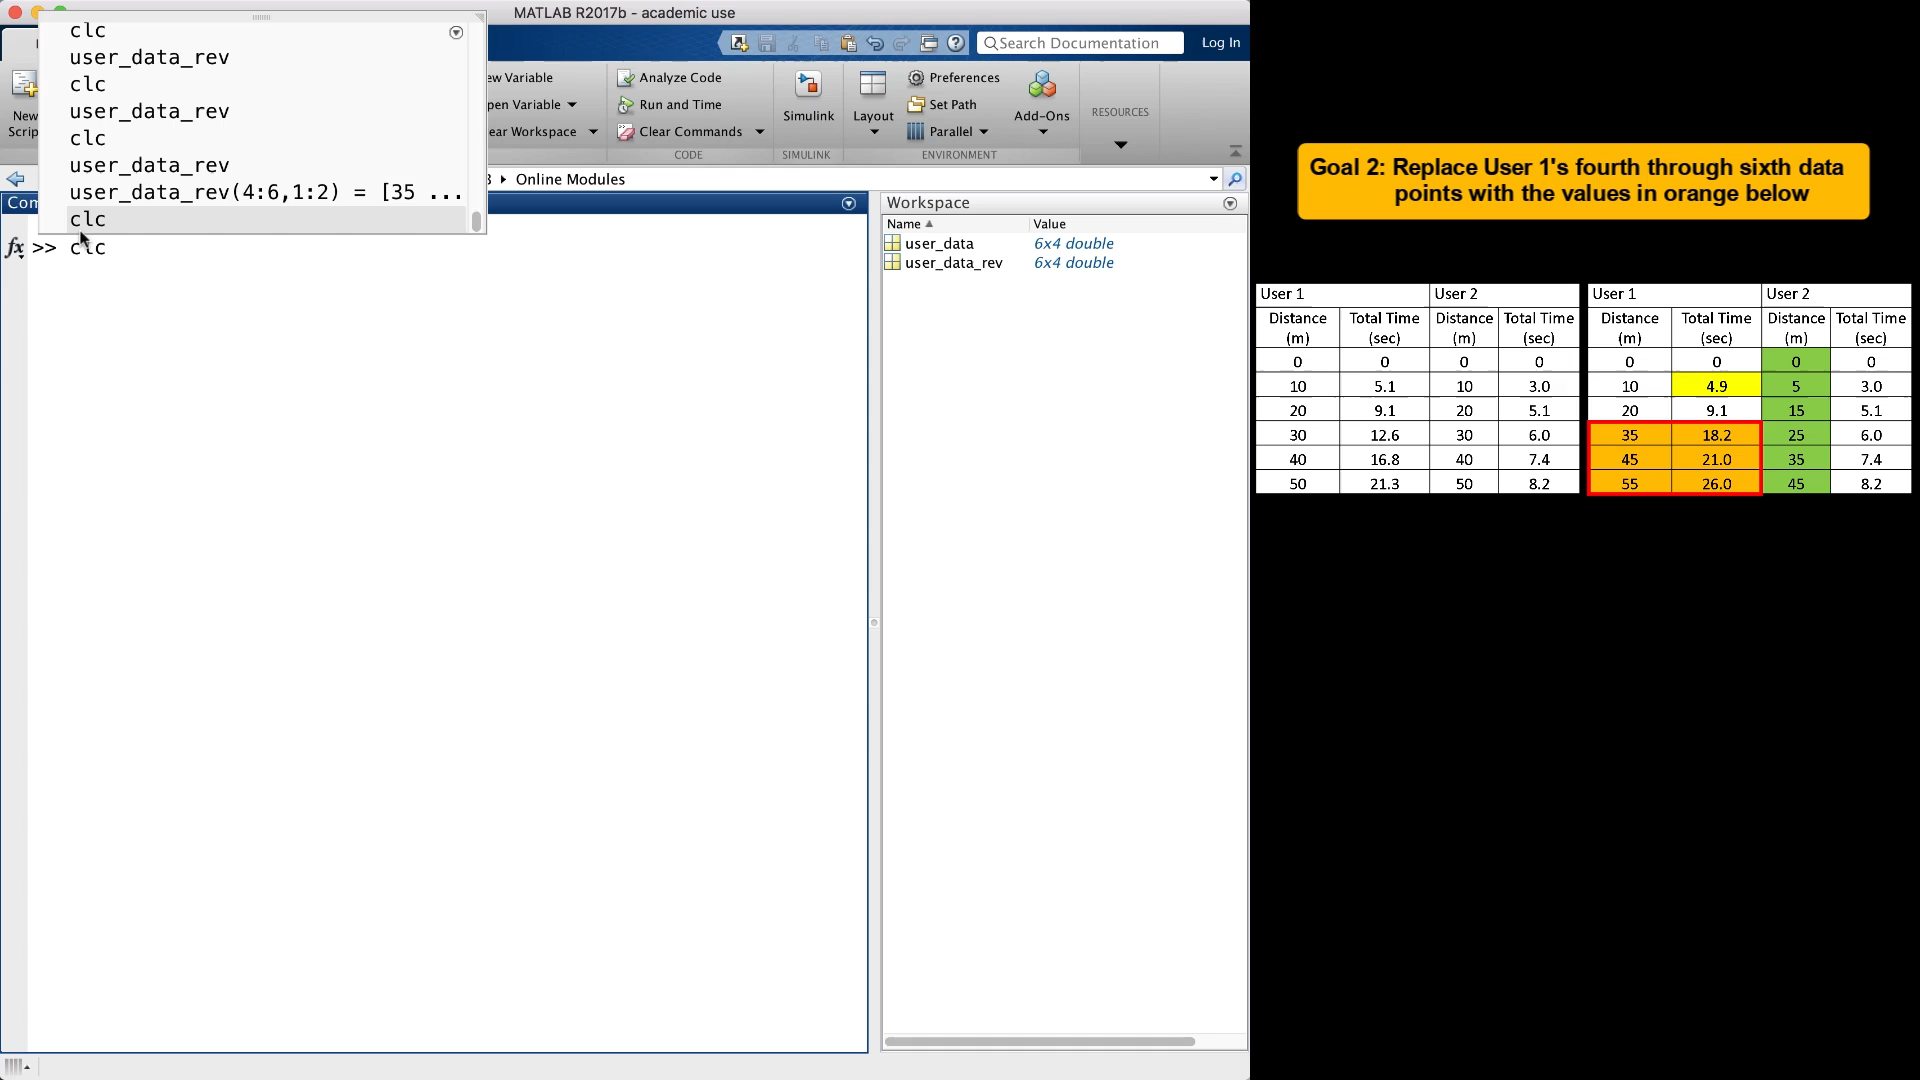 MATLAB R2017b - academic use
clc
user_data_rev
clc
user_data_rev
clc
user_data_rev
user_data_rev(4:6,1:2) = [35 ...
clc
Search Documentation
Log In
New
Scrip
ew Variable
pen Variable
ear Workspace
Analyze Code
Run and Time
Clear Commands
CODE
Simulink
SIMULINK
Layout
Preferences
Set Path
Parallel
Add-Ons
ENVIRONMENT
RESOURCES
Online Modules
Com
fx >> clc
Workspace
Name Value
user_data 6x4 double
user_data_rev 6x4 double
Goal 2: Replace User 1's fourth through sixth data
points with the values in orange below
User 1 User 2
Distance Total Time Distance Total Time
(m) (sec) (m) (sec)
0 0 0 0
10 5.1 10 3.0
20 9.1 20 5.1
30 12.6 30 6.0
40 16.8 40 7.4
50 21.3 50 8.2
User 1 User 2
Distance Total Time Distance Total Time
(m) (sec) (m) (sec)
0 0 0 0
10 4.9 5 3.0
20 9.1 15 5.1
35 18.2 25 6.0
45 21.0 35 7.4
55 26.0 45 8.2